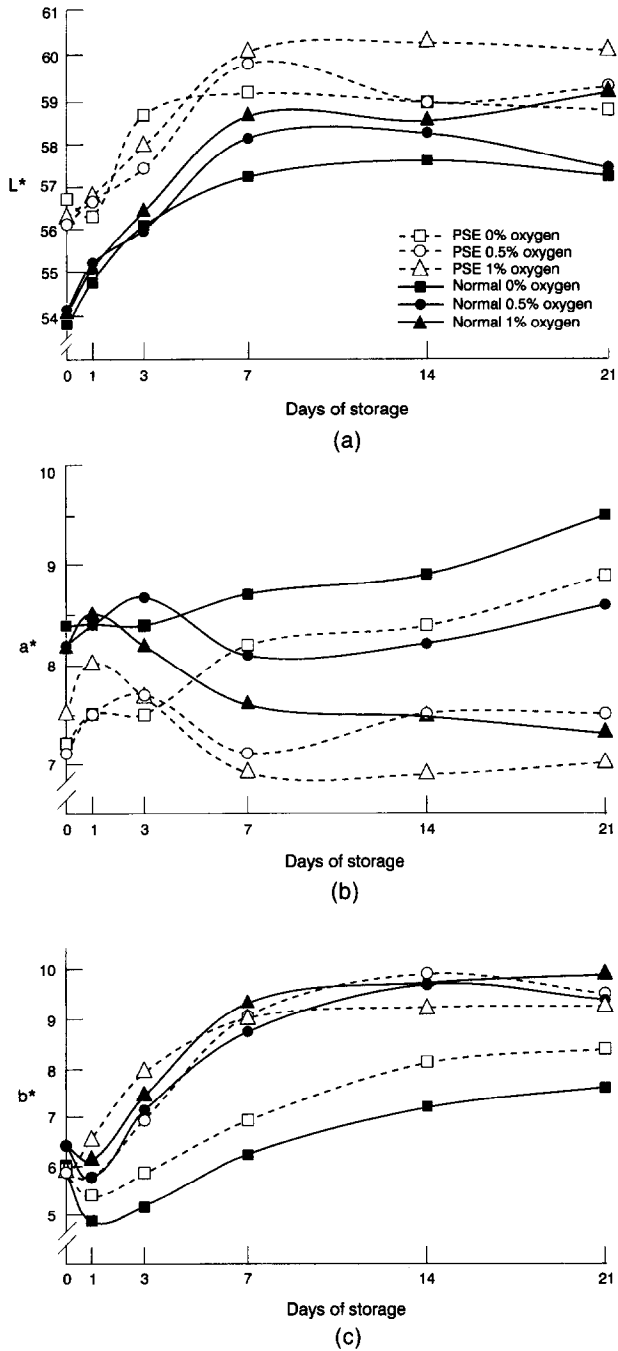 61
60
59
58
57
L*
56
55
54
PSE 0% oxygen
PSE 0.5% oxygen
PSE 1% oxygen
Normal 0% oxygen
Normal 0.5% oxygen
Normal 1% oxygen
0 1 3 7 14 21
Days of storage
(a)
10
9
a*
8
7
0 1 3 7 14 21
Days of storage
(b)
10
9
8
b*
7
6
5
0 1 3 7 14 21
Days of storage
(c)